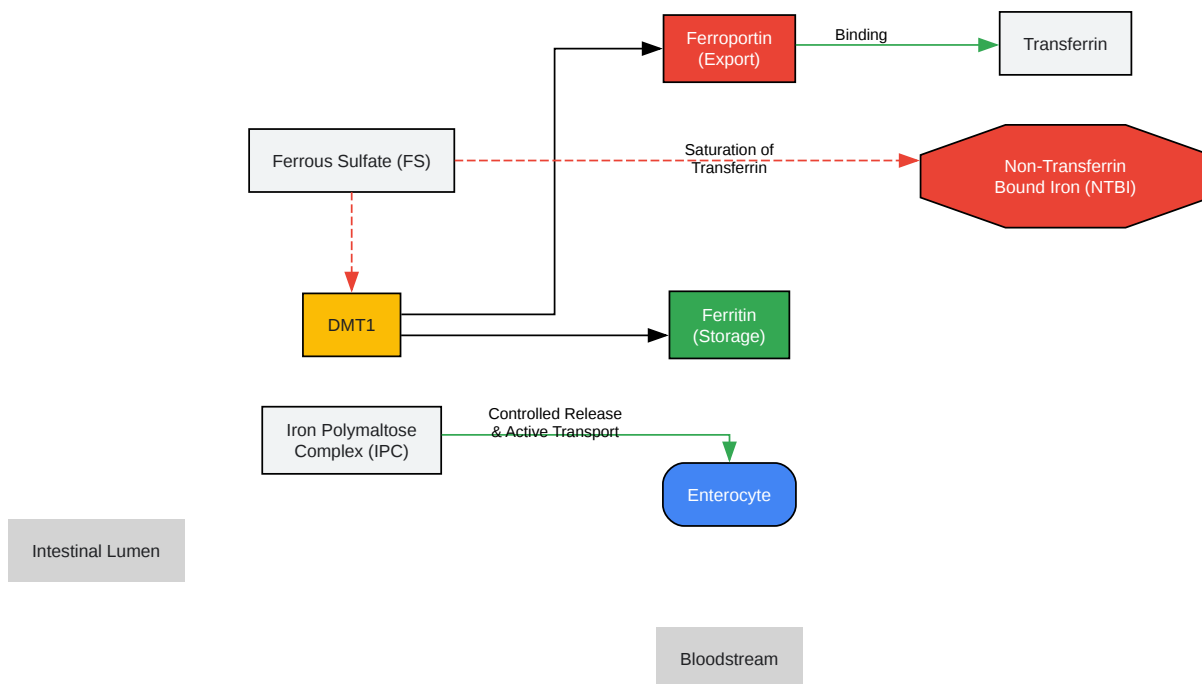 Ferroportin
(Export)
Binding
Transferrin
Ferrous Sulfate (FS)
Saturation of
Transferrin
Non-Transferrin
Bound Iron (NTBI)
DMT1
Ferritin
(Storage)
Iron Polymaltose
Complex (IPC)
Controlled Release
& Active Transport
Enterocyte
Intestinal Lumen
Bloodstream